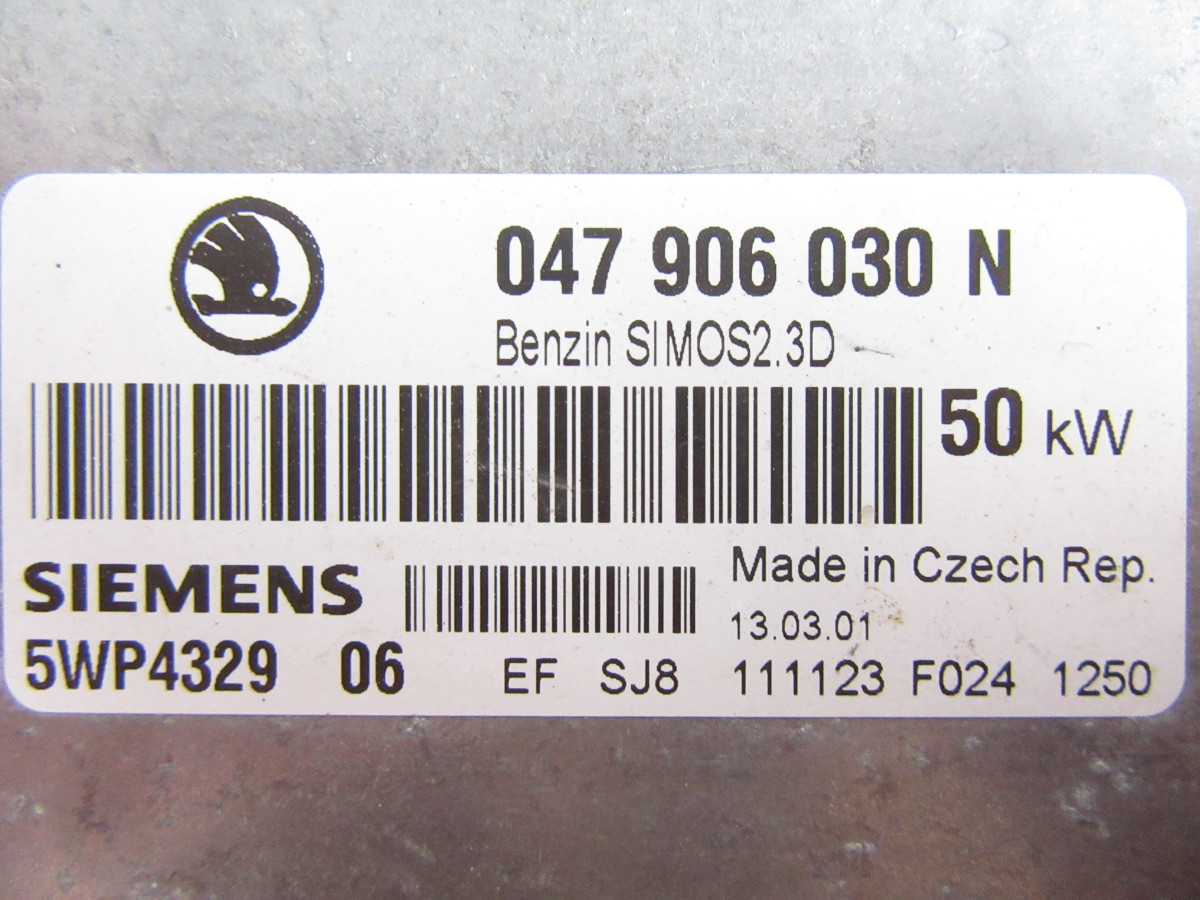 047 906 030 N
Benzin SIMOS2.3D
50 kW
SIEMENS
Made in Czech Rep.
13.03.01
5WP4329 06 EF SJ8 111123 F024 1250